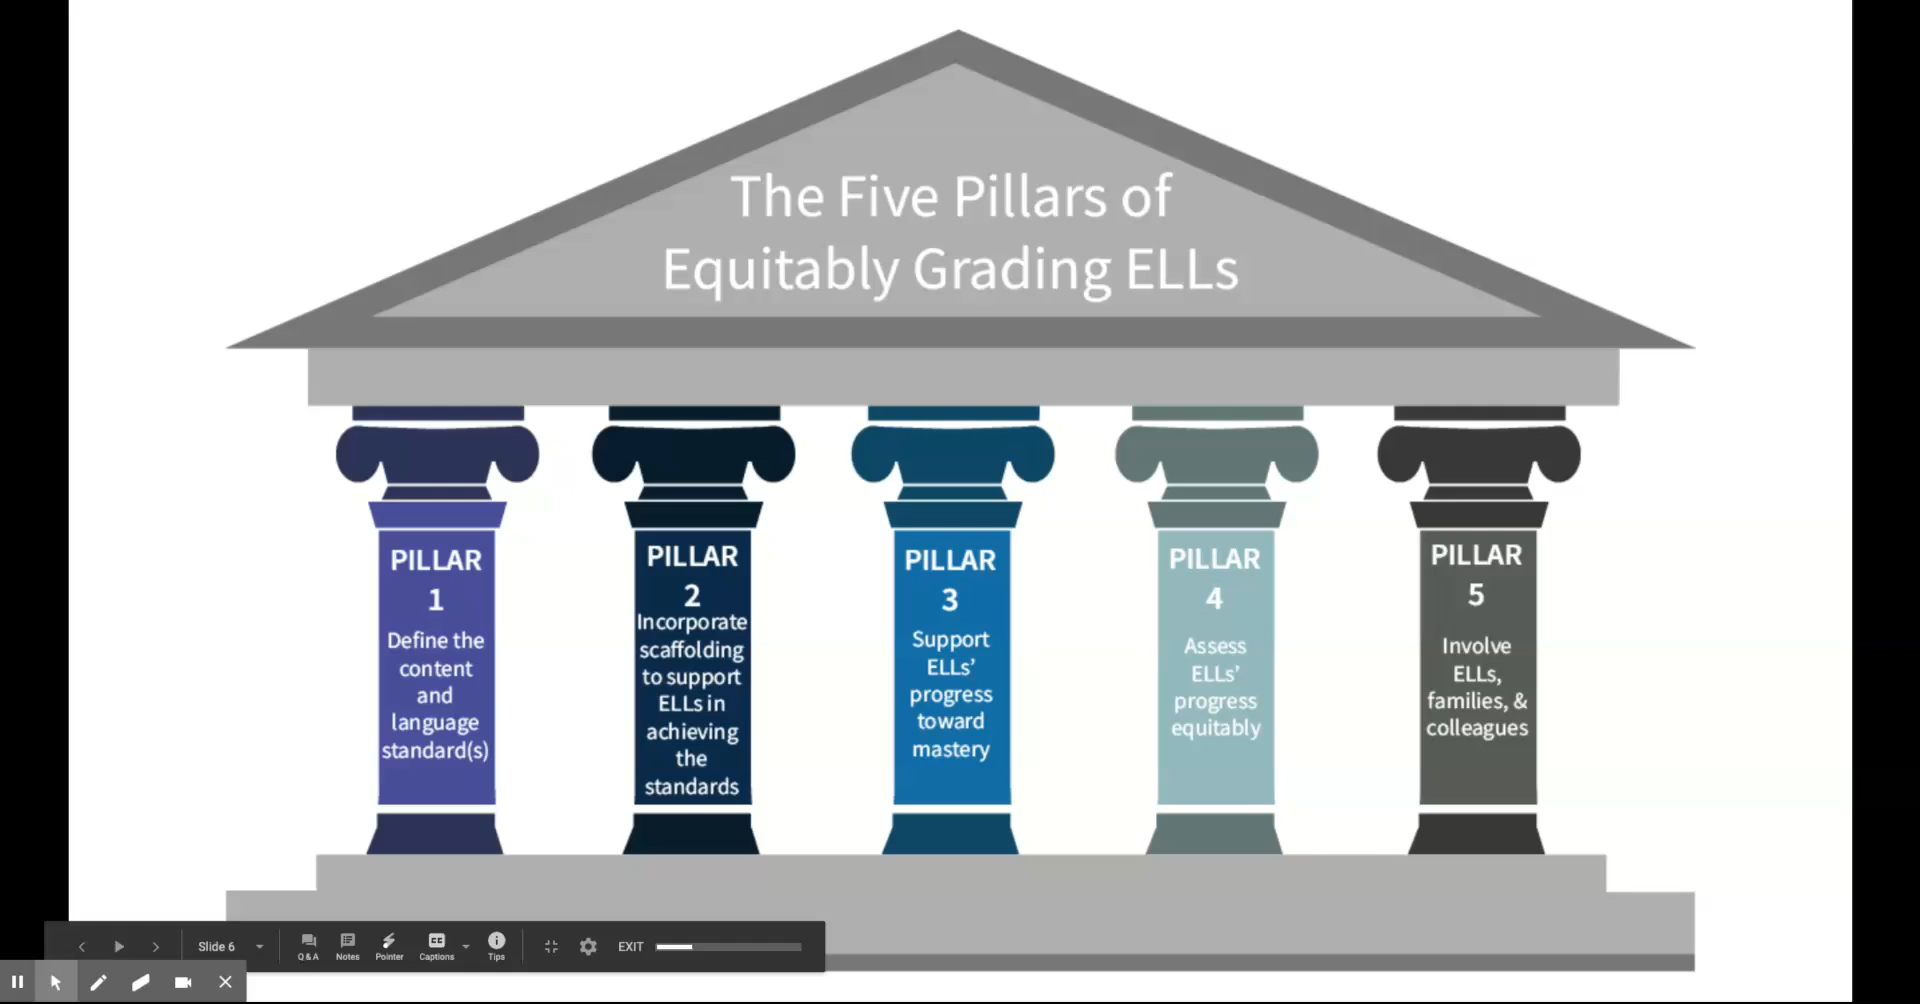 The Five Pillars of
Equitably Grading ELLs
PILLAR
1
Define the
content
and
language
standard(s)
PILLAR
2
Incorporate
scaffolding
to support
ELLs in
achieving
the
standards
PILLAR
3
Support
ELLs’
progress
toward
mastery
PILLAR
4
Assess
ELLs’
progress
equitably
PILLAR
5
Involve
ELLs,
families, &
colleagues
Slide 6
Q & A
Notes
Pointer
Captions
Tips
EXIT